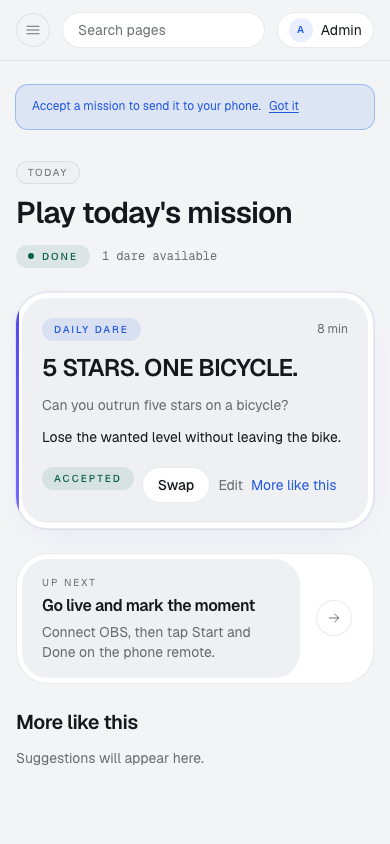 Search pages
A Admin
Accept a mission to send it to your phone. Got it
TODAY
Play today's mission
DONE 1 dare available
DAILY DARE 8 min
5 STARS. ONE BICYCLE.
Can you outrun five stars on a bicycle?
Lose the wanted level without leaving the bike.
ACCEPTED Swap Edit More like this
UP NEXT
Go live and mark the moment
Connect OBS, then tap Start and
Done on the phone remote.
More like this
Suggestions will appear here.